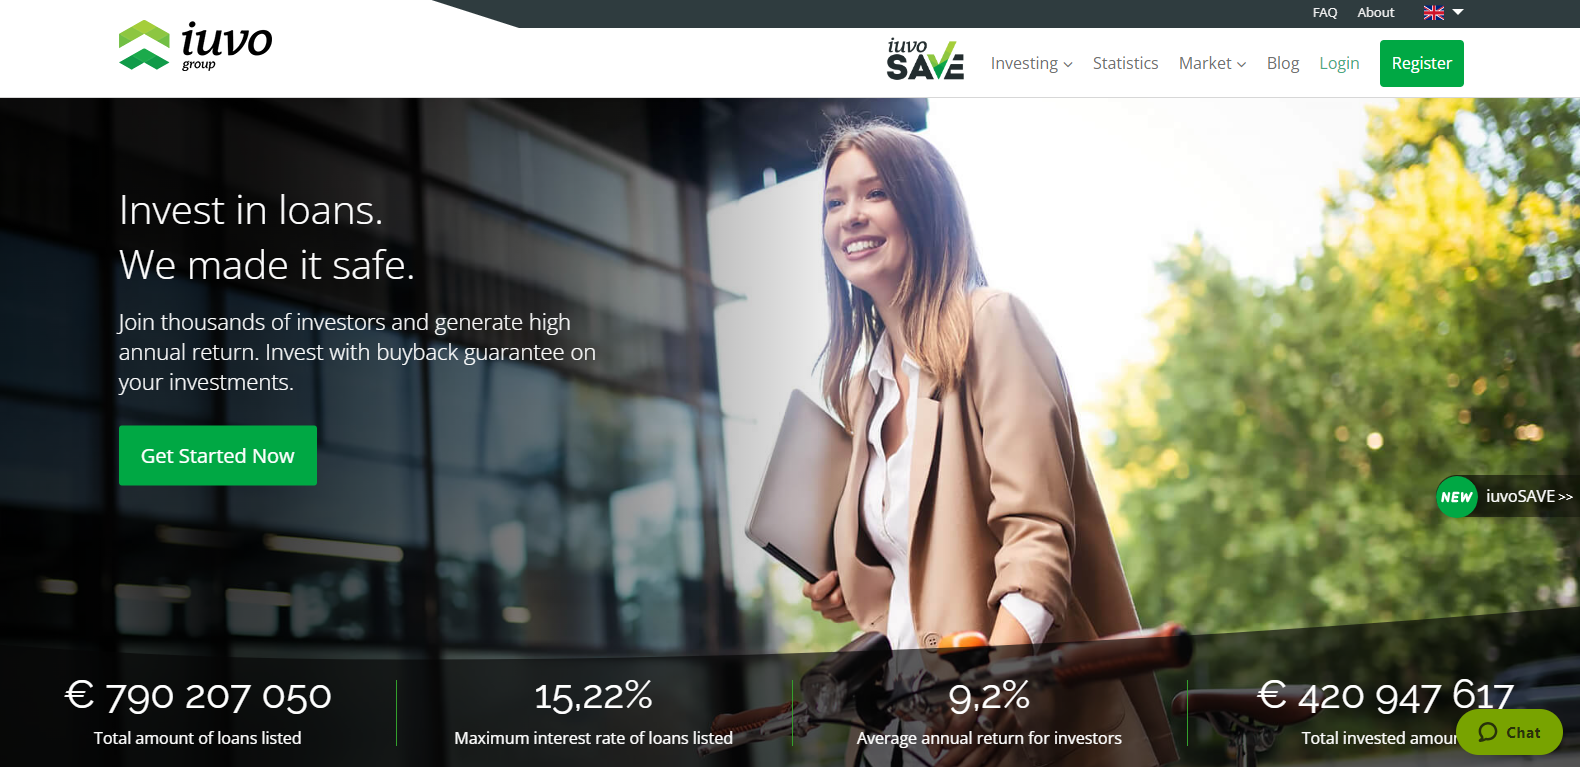 FAQ About
iuvo
group
iuvo
SAVE
Investing Statistics Market Blog Login Register
Invest in loans.
We made it safe.
Join thousands of investors and generate high
annual return. Invest with buyback guarantee on
your investments.
Get Started Now
NEW iuvoSAVE >>
€ 790 207 050
Total amount of loans listed
15,22%
Maximum interest rate of loans listed
9,2%
Average annual return for investors
€ 420 947 617
Total invested
Chat